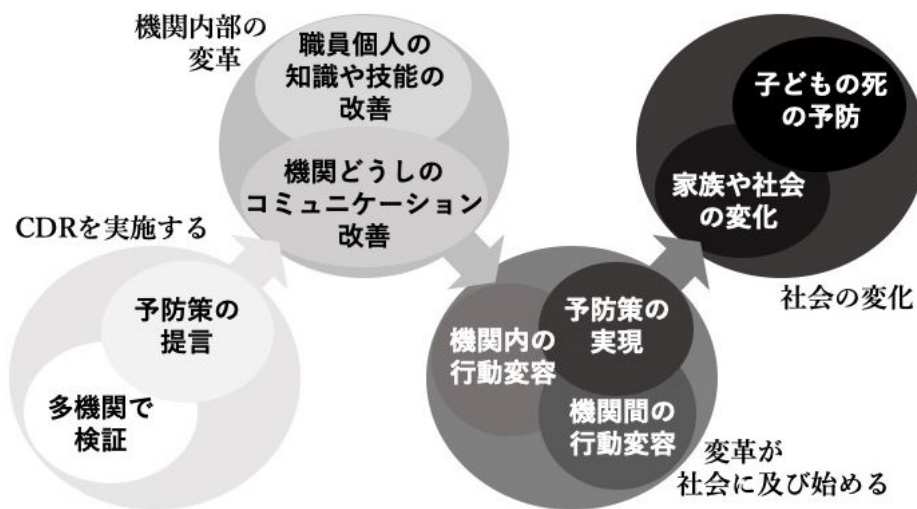 CDRを実施する
予防策の
提言
多機関で
検証
機関内部の
変革
職員個人の
知識や技能の
改善
機関どうしの
コミュニケーション
改善
機関内の
行動変容
予防策の
実現
機関間の
行動変容
変革が
社会に及び始める
子どもの死
の予防
家族や社会
の変化
社会の変化